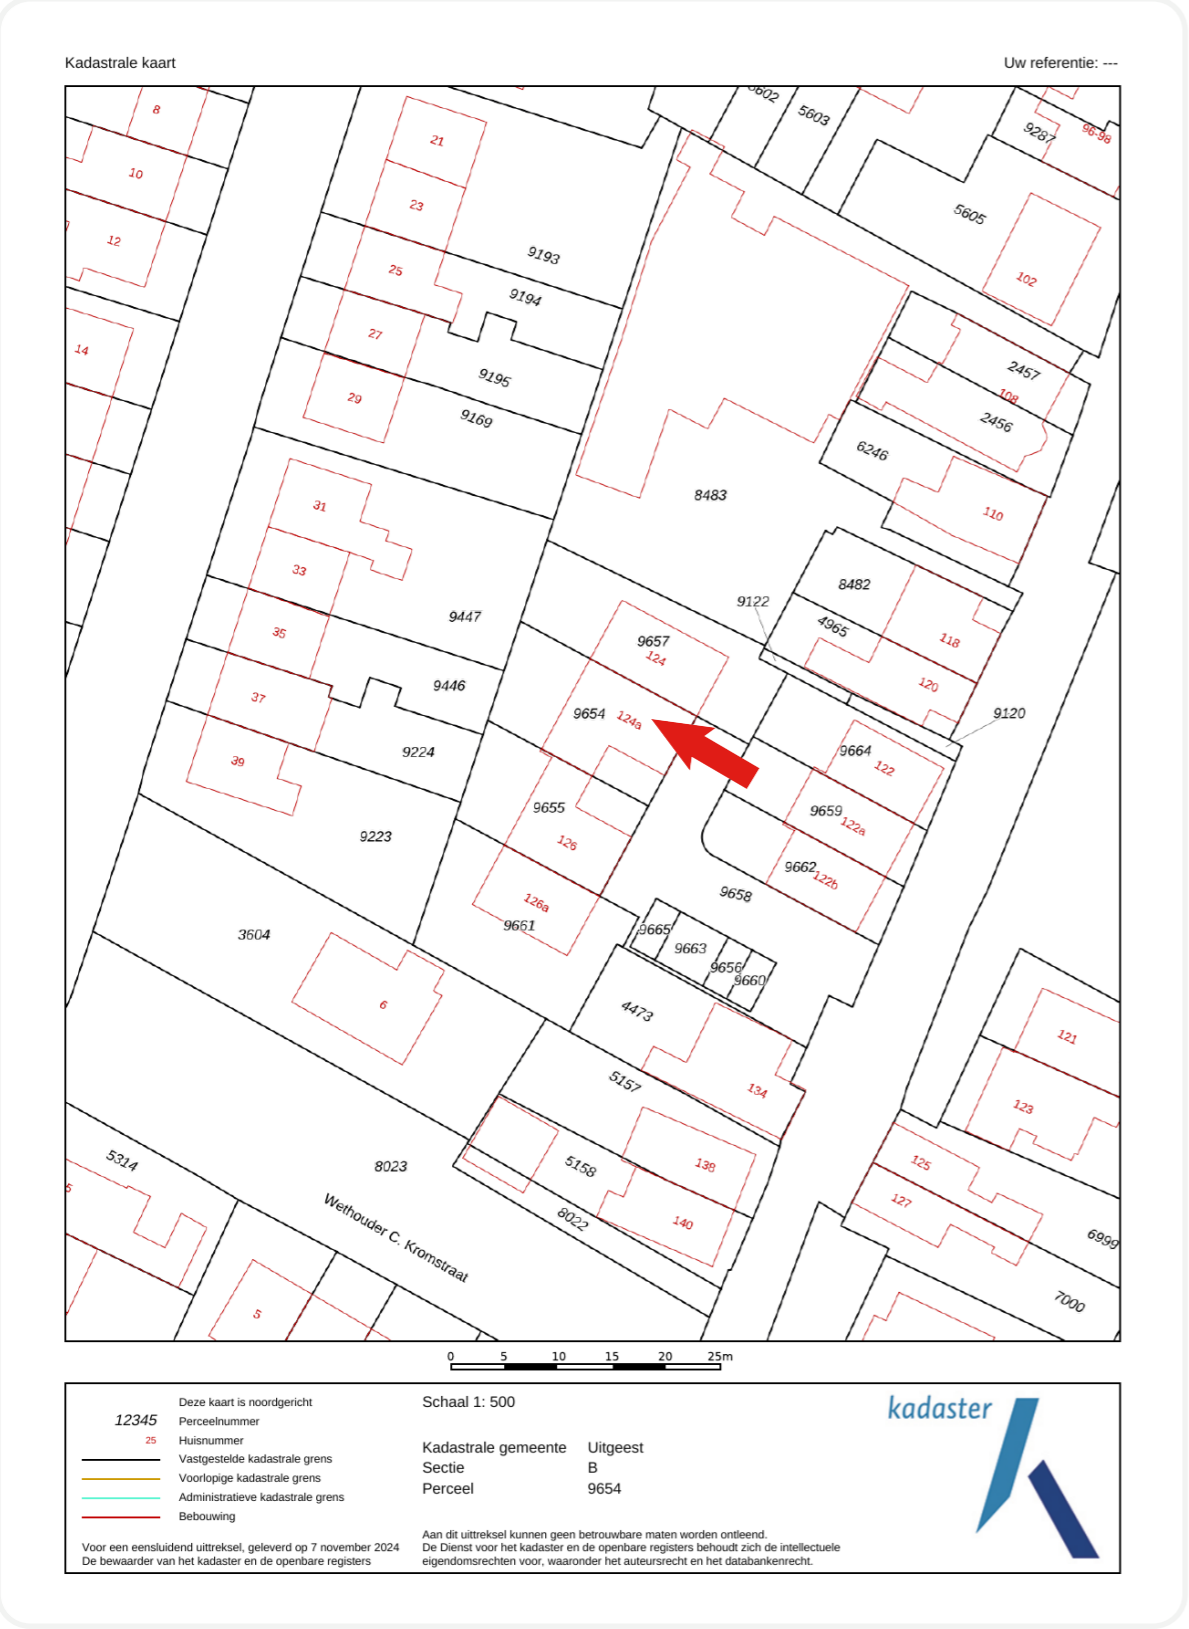 Kadastrale kaart
Uw referentie: ---
8
10
12
14
21
23
25
27
29
31
33
35
37
39
9193
9194
9195
9169
9447
9446
9224
9223
3604
6
5602
5603
9287
96-98
5605
102
2457
108
2456
6246
110
8483
8482
9122
4965
118
120
9120
9657
124
9654
124a
9664
122
9659
122a
9662
122b
9655
126
126a
9661
9658
9665
9663
9656
9660
4473
134
5157
138
5158
140
8022
8023
Wethouder C. Kromstraat
5314
5
5
121
123
125
127
6999
7000
0 5 10 15 20 25m
Deze kaart is noordgericht
12345 Perceelnummer
25 Huisnummer
Vastgestelde kadastrale grens
Voorlopige kadastrale grens
Administratieve kadastrale grens
Bebouwing
Voor een eensluidend uittreksel, geleverd op 7 november 2024
De bewaarder van het kadaster en de openbare registers
Schaal 1: 500
Kadastrale gemeente Uitgeest
Sectie B
Perceel 9654
Aan dit uittreksel kunnen geen betrouwbare maten worden ontleend.
De Dienst voor het kadaster en de openbare registers behoudt zich de intellectuele
eigendomsrechten voor, waaronder het auteursrecht en het databankenrecht.
kadaster